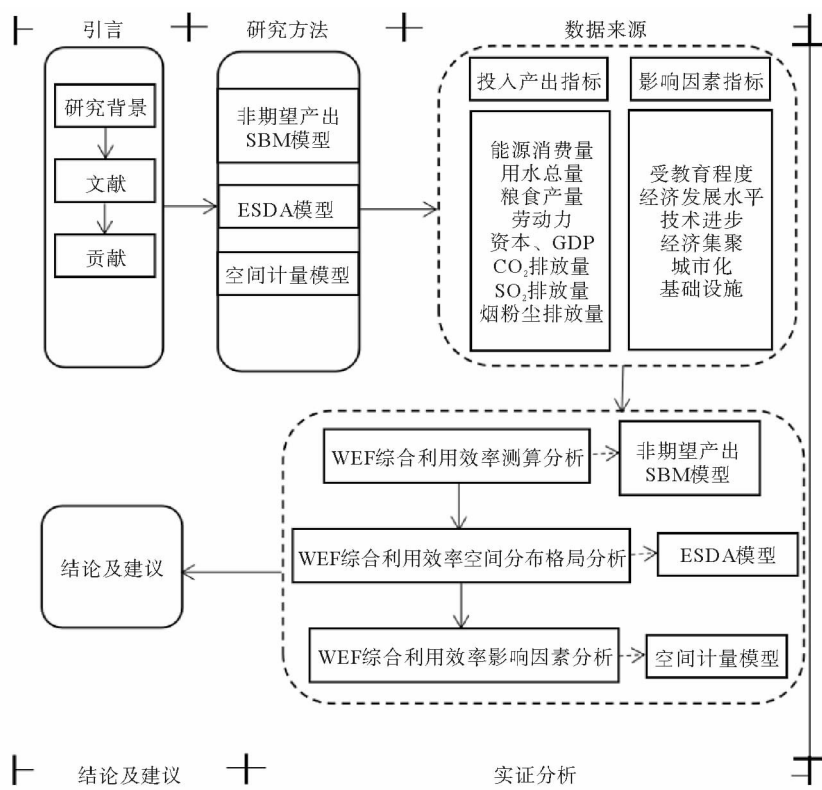 引言
研究方法
数据来源
研究背景
文献
贡献
非期望产出
SBM模型
ESDA模型
空间计量模型
投入产出指标
影响因素指标
能源消费量
用水总量
粮食产量
劳动力
资本、GDP
CO₂排放量
SO₂排放量
烟粉尘排放量
受教育程度
经济发展水平
技术进步
经济集聚
城市化
基础设施
WEF综合利用效率测算分析
非期望产出
SBM模型
WEF综合利用效率空间分布格局分析
ESDA模型
WEF综合利用效率影响因素分析
空间计量模型
结论及建议
结论及建议
实证分析